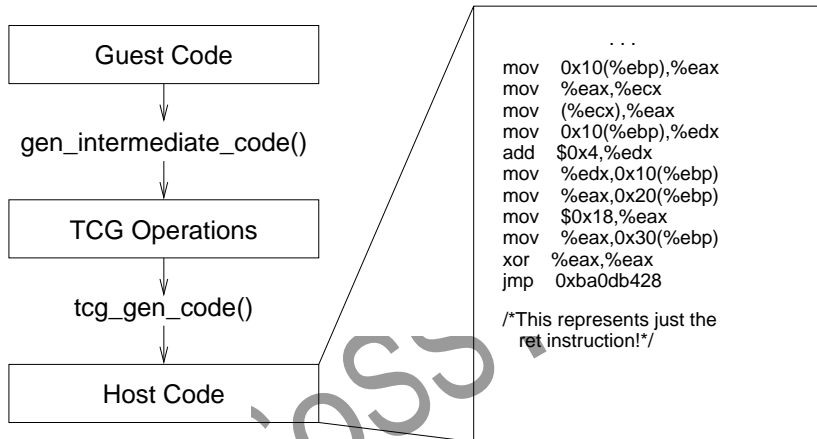 Guest Code
gen_intermediate_code()
TCG Operations
tcg_gen_code()
Host Code
. . .
mov 0x10(%ebp),%eax
mov %eax,%ecx
mov (%ecx),%eax
mov 0x10(%ebp),%edx
add $0x4,%edx
mov %edx,0x10(%ebp)
mov %eax,0x20(%ebp)
mov $0x18,%eax
mov %eax,0x30(%ebp)
xor %eax,%eax
jmp 0xba0db428
/*This represents just the
ret instruction!*/